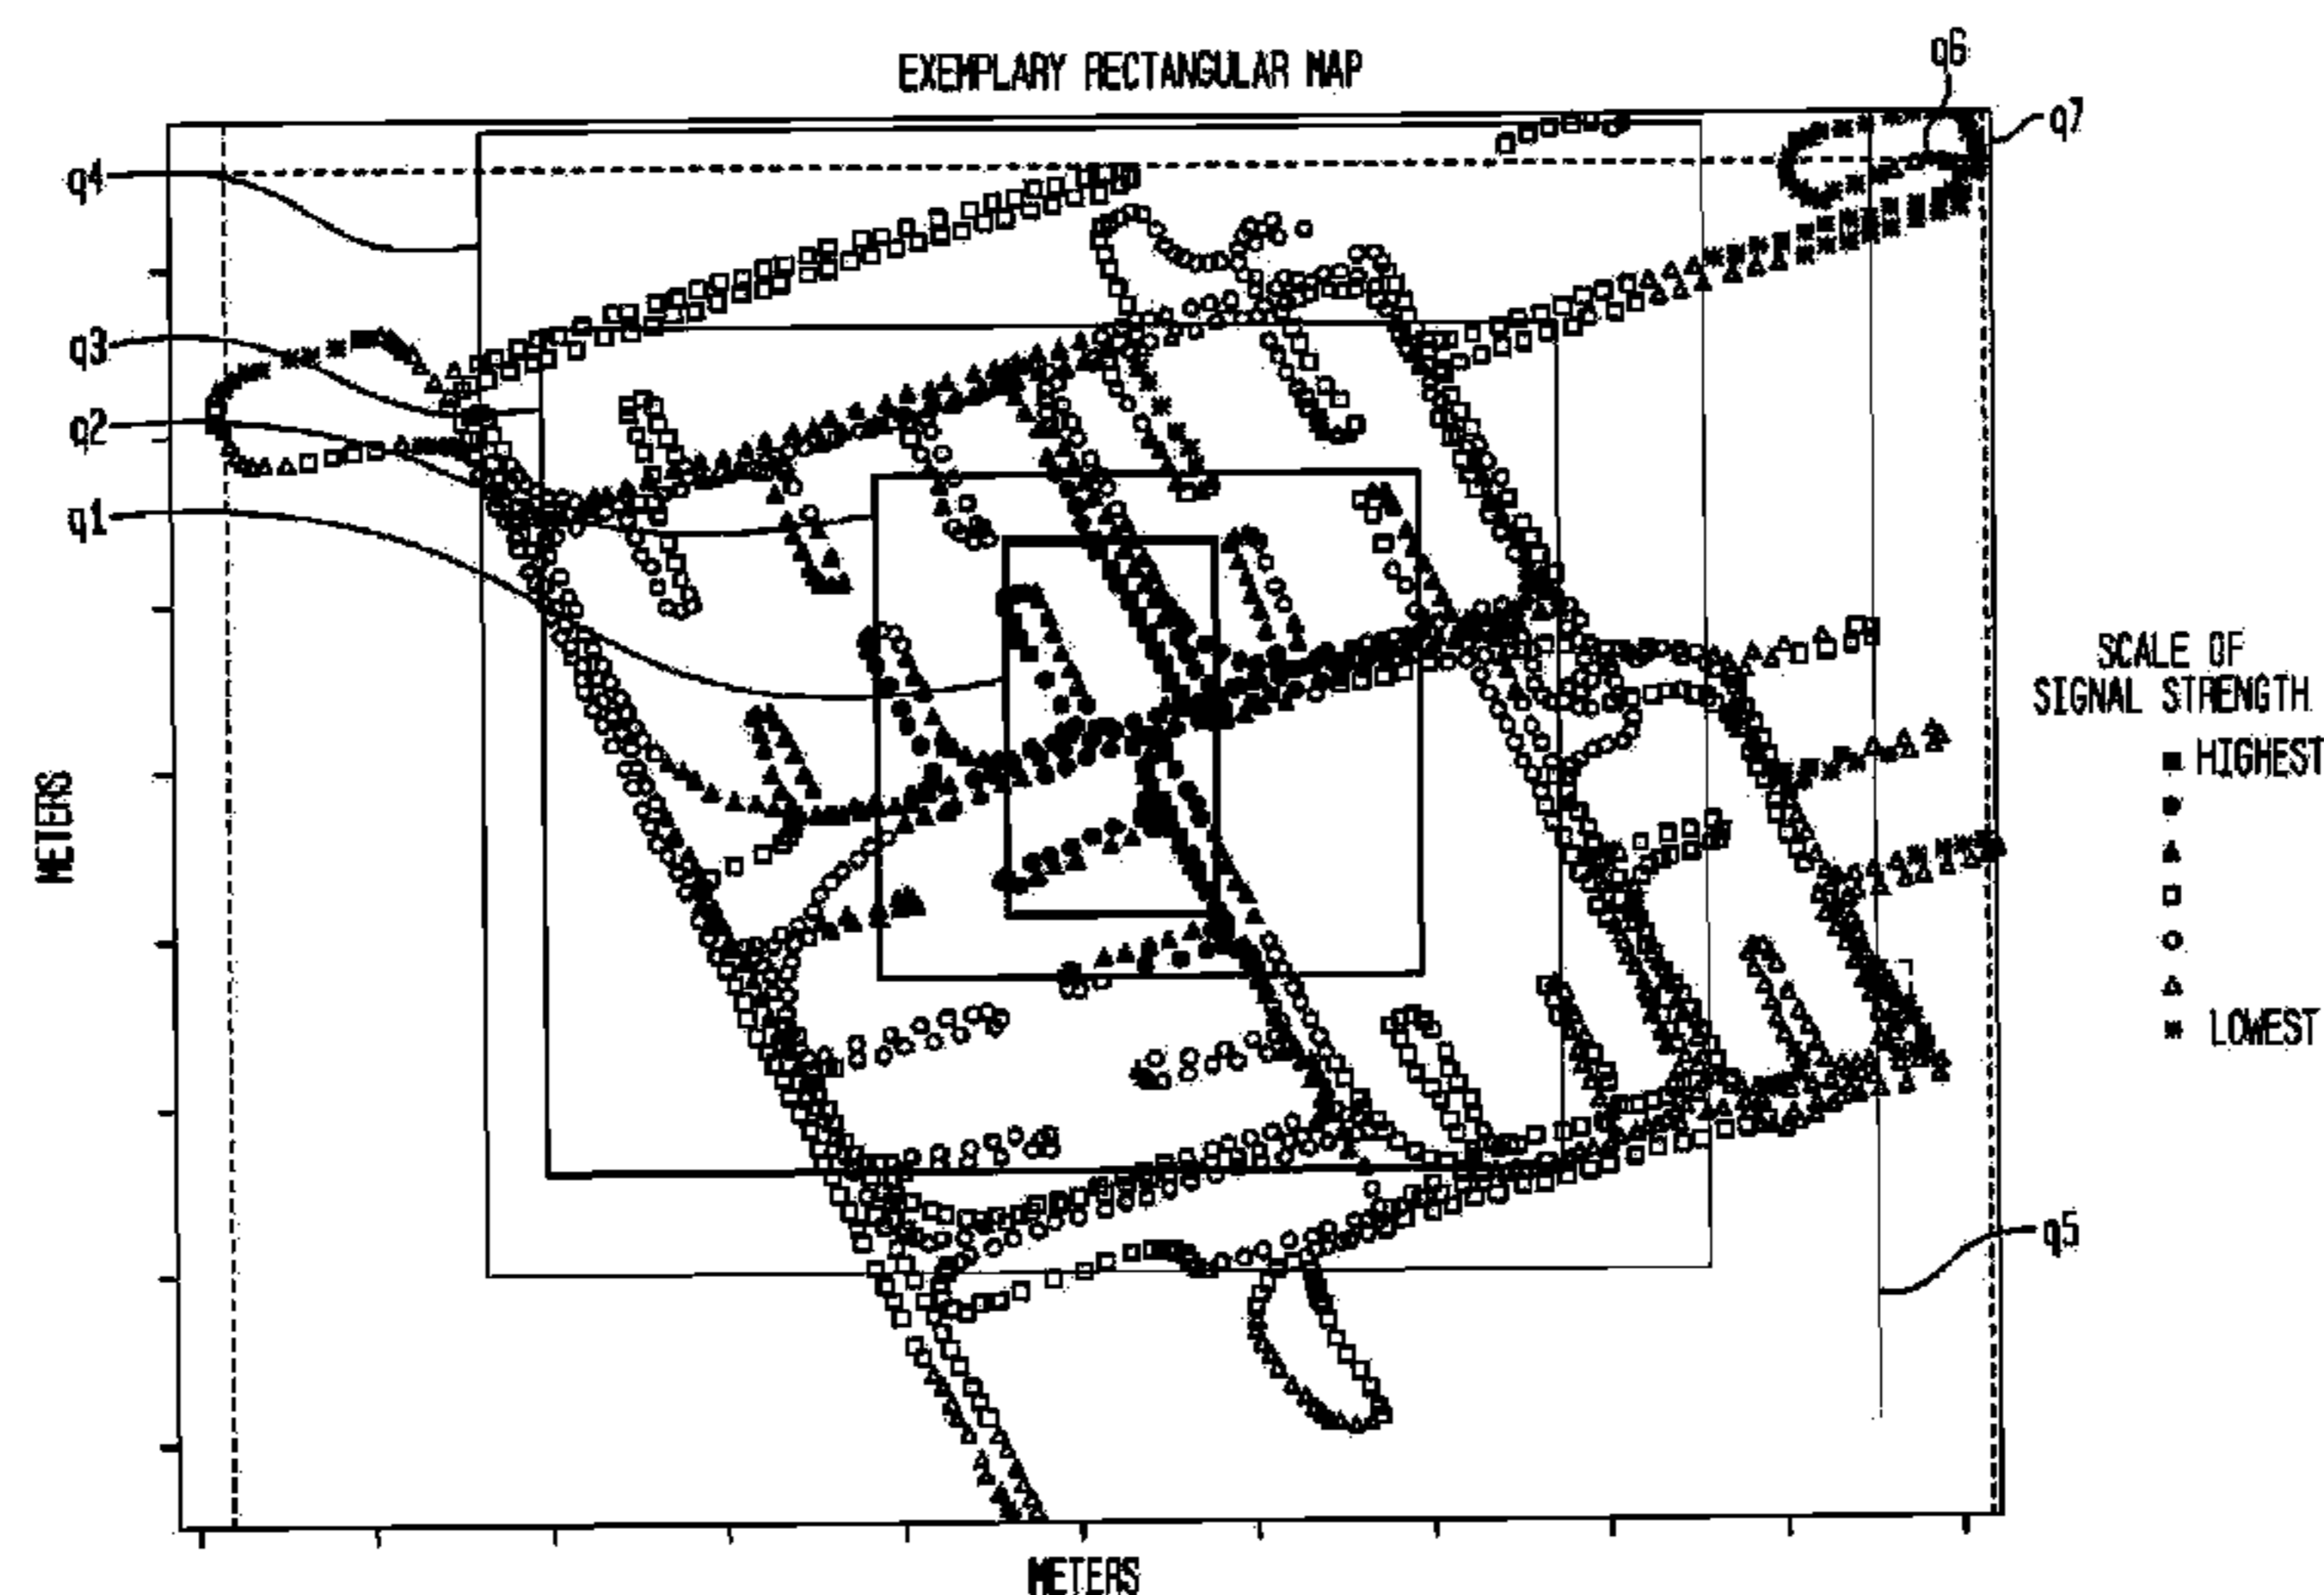 EXEMPLARY RECTANGULAR MAP
q6
q7
q4
q3
q2
q1
SCALE OF
SIGNAL STRENGTH
HIGHEST
LOWEST
METERS
q5
METERS